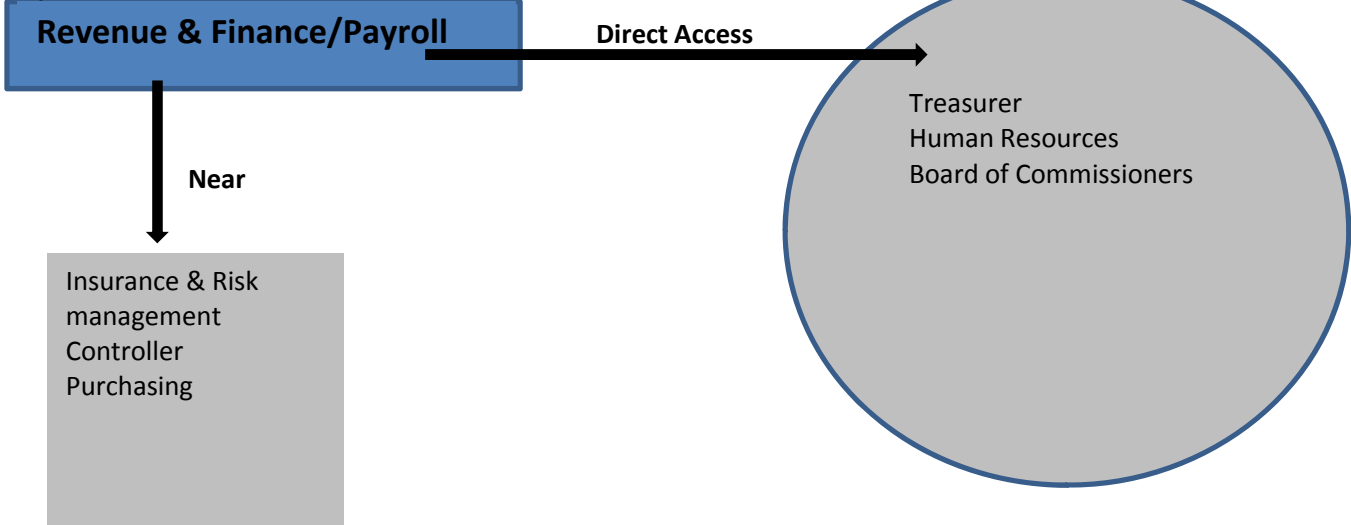 Revenue & Finance/Payroll
Direct Access
Treasurer
Human Resources
Board of Commissioners
Near
Insurance & Risk
management
Controller
Purchasing